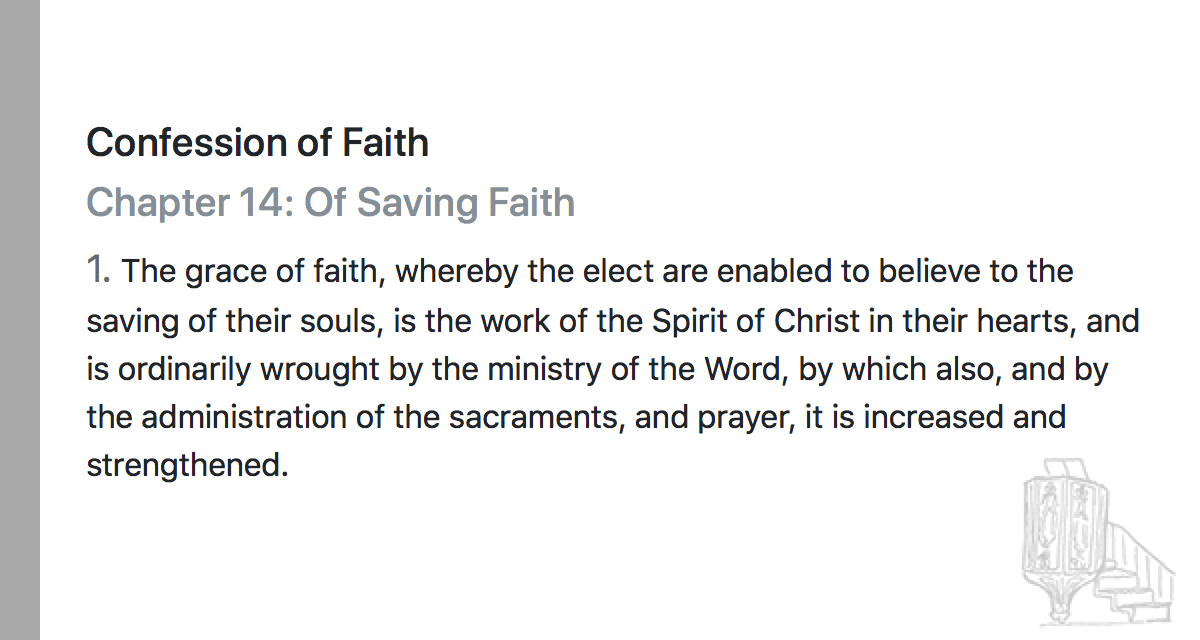 Confession of Faith
Chapter 14: Of Saving Faith
1. The grace of faith, whereby the elect are enabled to believe to the
saving of their souls, is the work of the Spirit of Christ in their hearts, and
is ordinarily wrought by the ministry of the Word, by which also, and by
the administration of the sacraments, and prayer, it is increased and
strengthened.